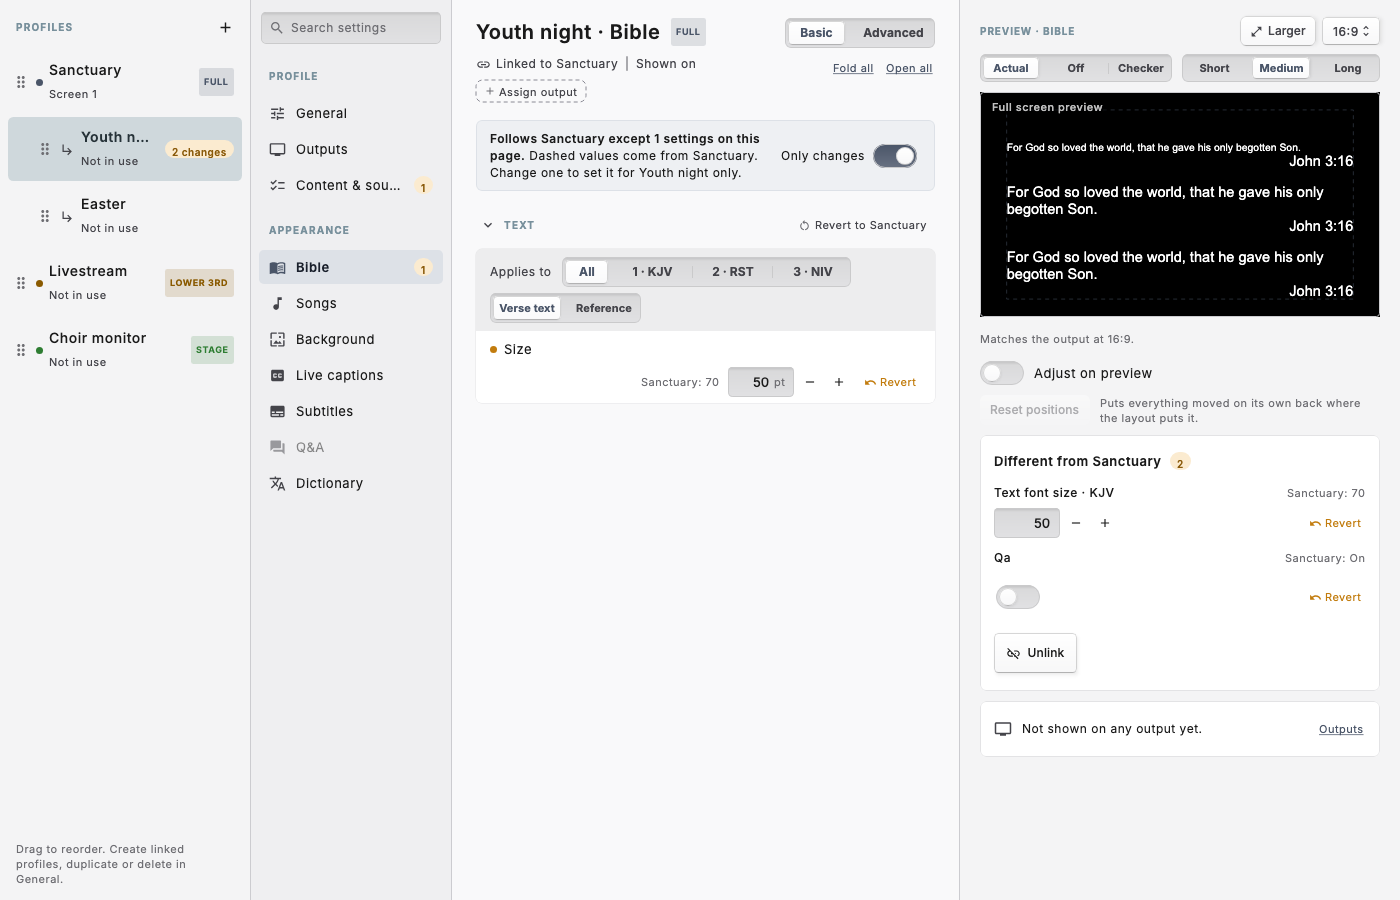 PROFILES
Sanctuary
Screen 1
FULL
Youth n...
Not in use
2 changes
Easter
Not in use
Livestream
Not in use
LOWER 3RD
Choir monitor
Not in use
STAGE
Drag to reorder. Create linked
profiles, duplicate or delete in
General.
Search settings
PROFILE
General
Outputs
Content & sou... 1
APPEARANCE
Bible 1
Songs
Background
Live captions
Subtitles
Q&A
Dictionary
Youth night · Bible FULL
Basic Advanced
Linked to Sanctuary | Shown on
Fold all Open all
+ Assign output
Follows Sanctuary except 1 settings on this
page. Dashed values come from Sanctuary.
Change one to set it for Youth night only.
Only changes
TEXT
Revert to Sanctuary
Applies to All 1 · KJV 2 · RST 3 · NIV
Verse text Reference
Size
Sanctuary: 70 50 pt − + Revert
PREVIEW · BIBLE
Larger 16:9
Actual Off Checker Short Medium Long
Full screen preview
For God so loved the world, that he gave his only begotten Son.
John 3:16
For God so loved the world, that he gave his only
begotten Son.
John 3:16
For God so loved the world, that he gave his only
begotten Son.
John 3:16
Matches the output at 16:9.
Adjust on preview
Reset positions
Puts everything moved on its own back where
the layout puts it.
Different from Sanctuary 2
Text font size · KJV Sanctuary: 70
50 − + Revert
Qa Sanctuary: On
Revert
Unlink
Not shown on any output yet. Outputs